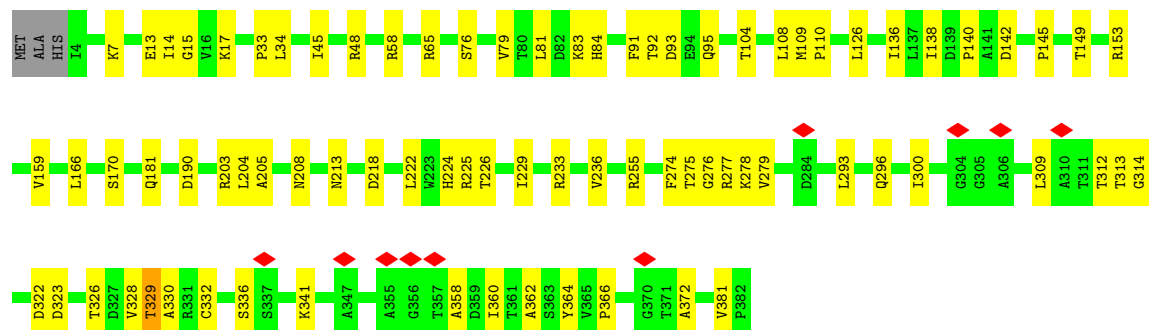 MET ALA HIS I4 K7 E13 I14 G15 V16 K17 P33 L34 I45 R48 R58 R65 S76 V79 T80 L81 D82 K83 H84 F91 T92 D93 E94 Q95 T104 L108 M109 P110 L126 I136 L137 I138 D139 P140 A141 D142 P145 T149 R153
V159 L166 S170 Q181 D190 R203 L204 A205 N208 N213 D218 L222 W223 H224 R225 T226 I229 R233 V236 R255 F274 T275 G276 R277 K278 V279 D284 L293 Q296 I300 G304 G305 A306 L309 A310 T311 T312 T313 G314
D322 D323 T326 D327 V328 T329 A330 R331 C332 S336 S337 K341 A347 A355 G356 T357 A358 D359 I360 T361 A362 S363 Y364 V365 P366 G370 T371 A372 V381 P382